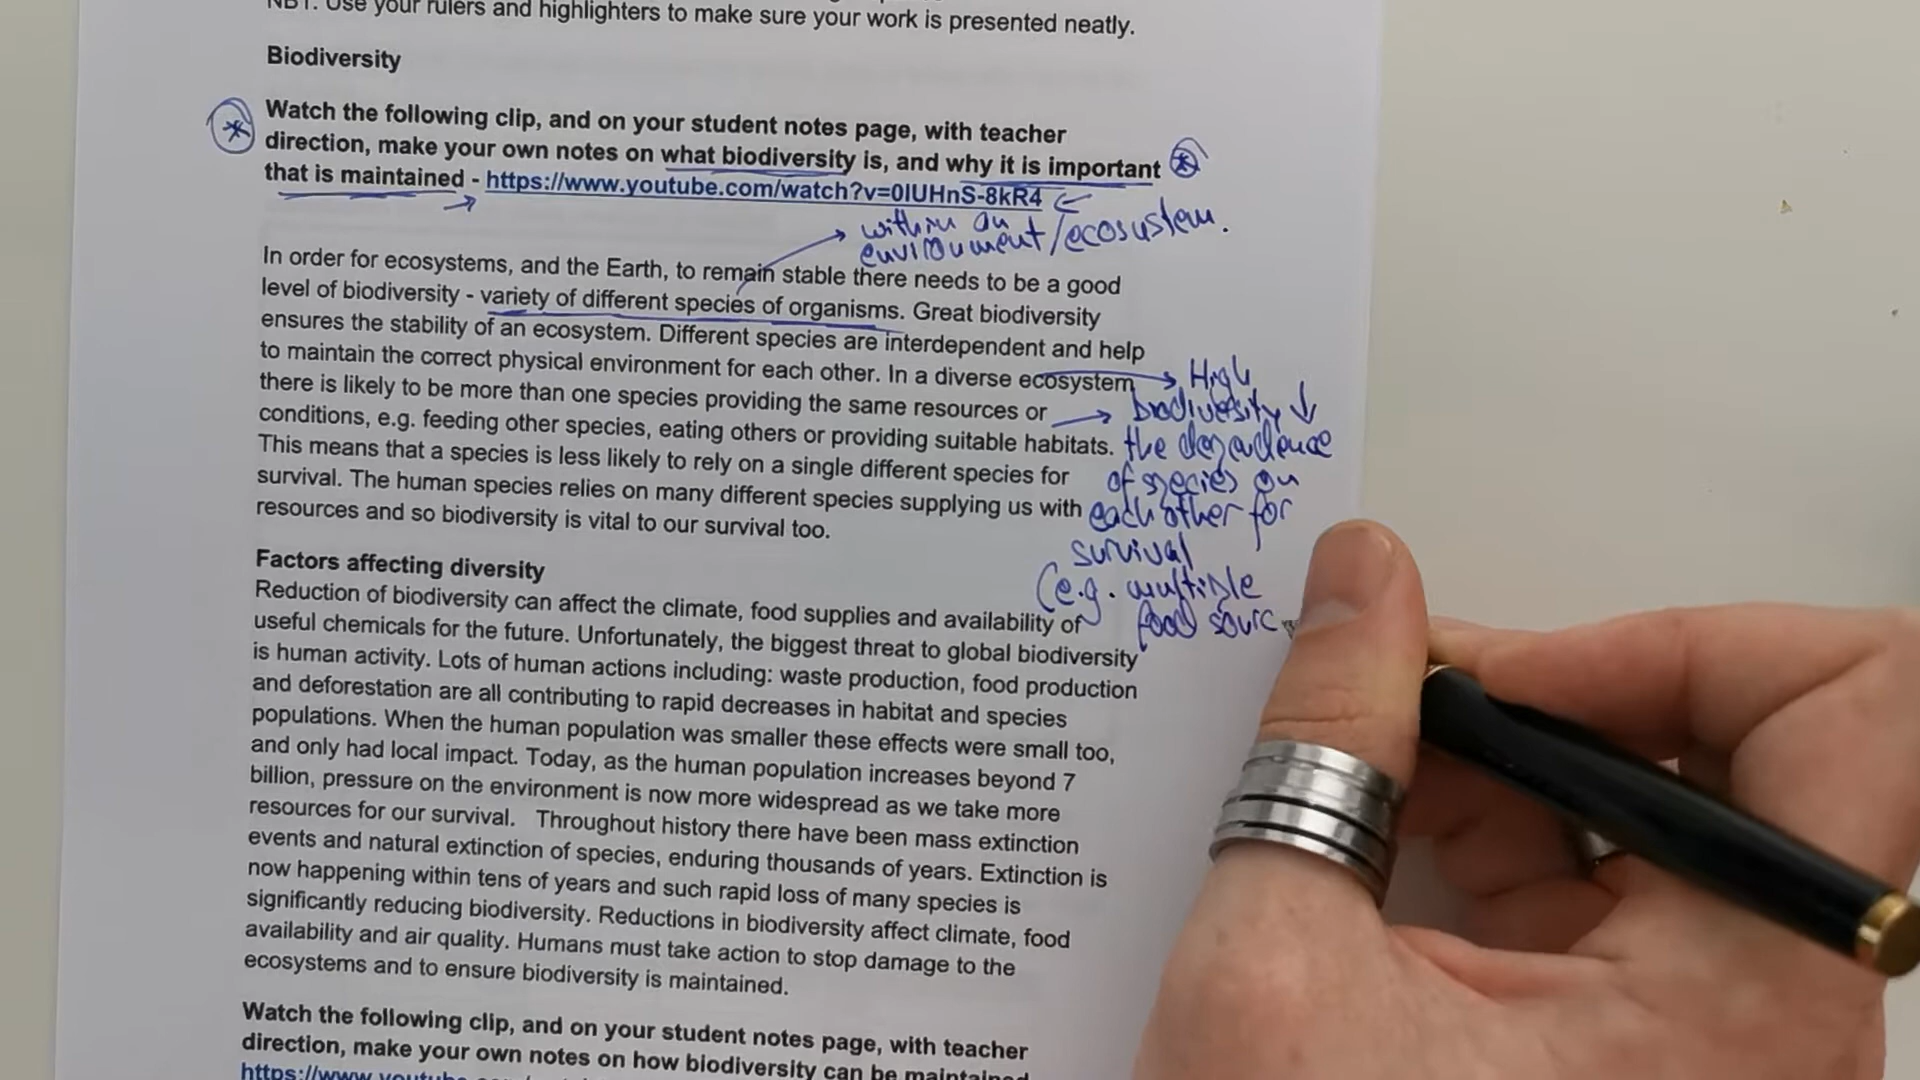 NB1: Use your rulers and highlighters to make sure your work is presented neatly.
Biodiversity
Watch the following clip, and on your student notes page, with teacher
direction, make your own notes on what biodiversity is, and why it is important
that is maintained - https://www.youtube.com/watch?v=0IUHnS-8kR4
within an
environment/ecosystem.
In order for ecosystems, and the Earth, to remain stable there needs to be a good
level of biodiversity - variety of different species of organisms. Great biodiversity
ensures the stability of an ecosystem. Different species are interdependent and help
to maintain the correct physical environment for each other. In a diverse ecosystem
there is likely to be more than one species providing the same resources or
conditions, e.g. feeding other species, eating others or providing suitable habitats.
This means that a species is less likely to rely on a single different species for
survival. The human species relies on many different species supplying us with
resources and so biodiversity is vital to our survival too.
High
biodiversity ↓
the dependence
of species on
each other for
survival
(e.g. multiple
food sourc
Factors affecting diversity
Reduction of biodiversity can affect the climate, food supplies and availability of
useful chemicals for the future. Unfortunately, the biggest threat to global biodiversity
is human activity. Lots of human actions including: waste production, food production
and deforestation are all contributing to rapid decreases in habitat and species
populations. When the human population was smaller these effects were small too,
and only had local impact. Today, as the human population increases beyond 7
billion, pressure on the environment is now more widespread as we take more
resources for our survival. Throughout history there have been mass extinction
events and natural extinction of species, enduring thousands of years. Extinction is
now happening within tens of years and such rapid loss of many species is
significantly reducing biodiversity. Reductions in biodiversity affect climate, food
availability and air quality. Humans must take action to stop damage to the
ecosystems and to ensure biodiversity is maintained.
Watch the following clip, and on your student notes page, with teacher
direction, make your own notes on how biodiversity can be maintained
https://www.youtu